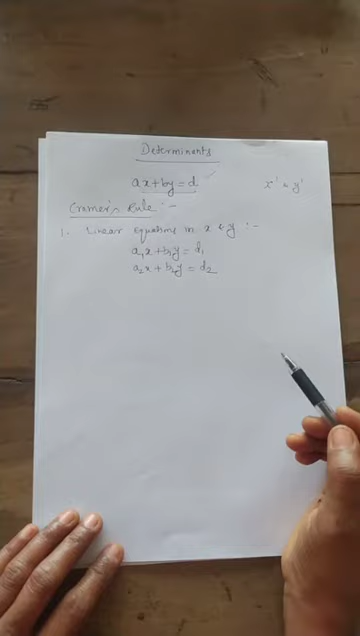 Determinants
ax+by=d ✓ x' & y'
Cramer's Rule :-
1. Linear Equations in x & y :-
a₁x+b₁y = d₁
a₂x + b₂y = d₂